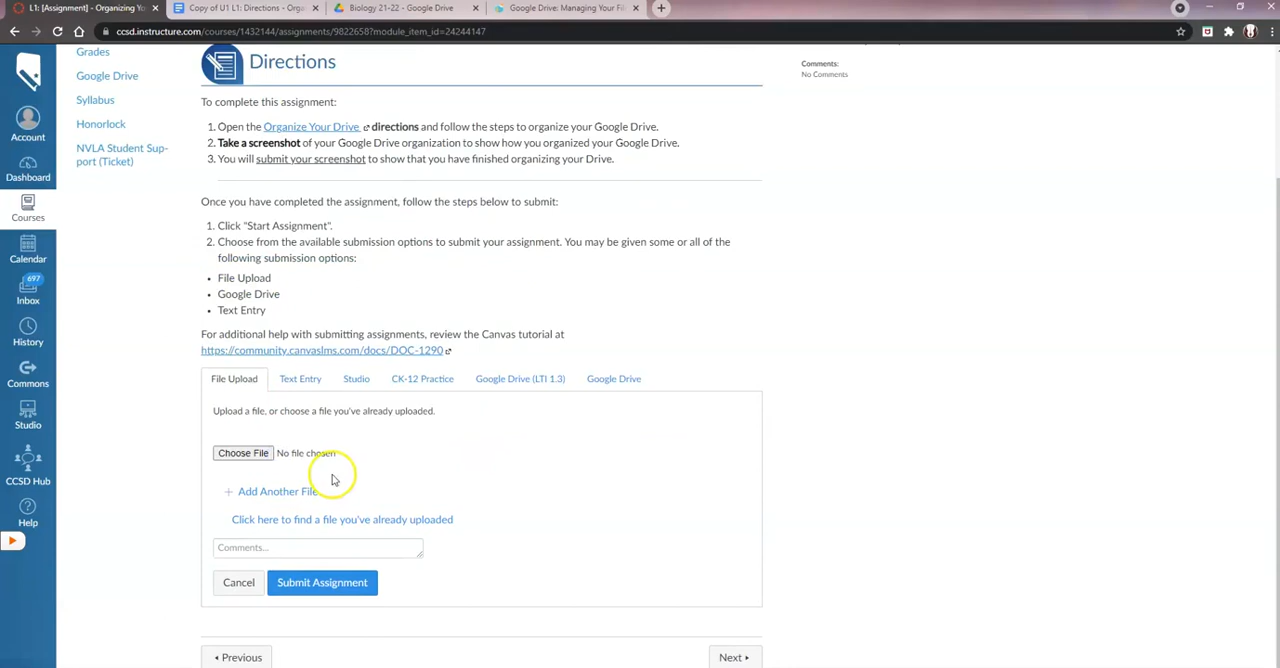 L1: [Assignment] - Organizing Yo
Copy of U1 L1: Directions - Orga
Biology 21-22 - Google Drive
Google Drive: Managing Your Fi
ccsd.instructure.com/courses/1432144/assignments/9822658?module_item_id=24244147
Account
Dashboard
Courses
Calendar
697
Inbox
History
Commons
Studio
CCSD Hub
Help
Grades
Google Drive
Syllabus
Honorlock
NVLA Student Sup-
port (Ticket)
Directions
To complete this assignment:
1. Open the Organize Your Drive directions and follow the steps to organize your Google Drive.
2. Take a screenshot of your Google Drive organization to show how you organized your Google Drive.
3. You will submit your screenshot to show that you have finished organizing your Drive.
Once you have completed the assignment, follow the steps below to submit:
1. Click "Start Assignment".
2. Choose from the available submission options to submit your assignment. You may be given some or all of the
following submission options:
• File Upload
• Google Drive
• Text Entry
For additional help with submitting assignments, review the Canvas tutorial at
https://community.canvaslms.com/docs/DOC-1290
File Upload Text Entry Studio CK-12 Practice Google Drive (LTI 1.3) Google Drive
Upload a file, or choose a file you've already uploaded.
Choose File No file chosen
+ Add Another File
Click here to find a file you've already uploaded
Comments...
Cancel Submit Assignment
Previous
Next
Comments:
No Comments